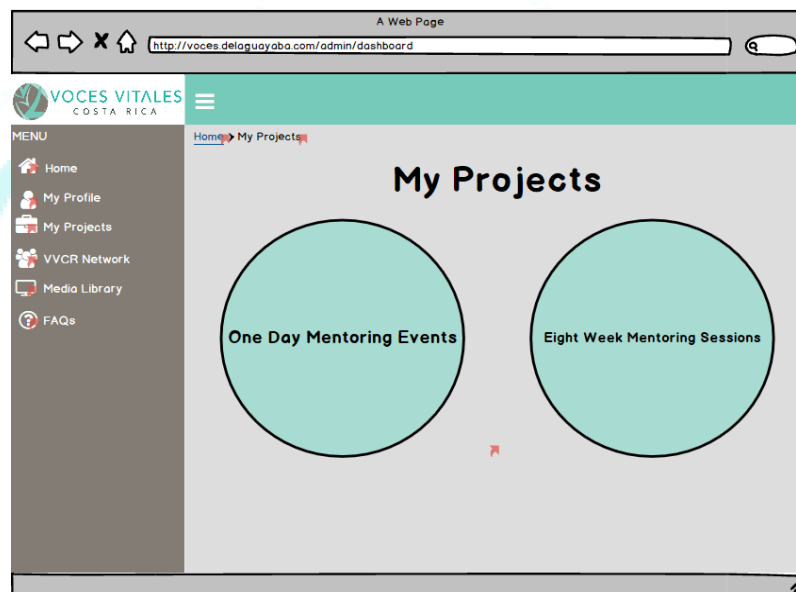 A Web Page
http://voces.delaguayaba.com/admin/dashboard
VOCES VITALES
COSTA RICA
MENU
Home > My Projects
Home
My Projects
My Profile
My Projects
VVCR Network
Media Library
FAQs
One Day Mentoring Events
Eight Week Mentoring Sessions